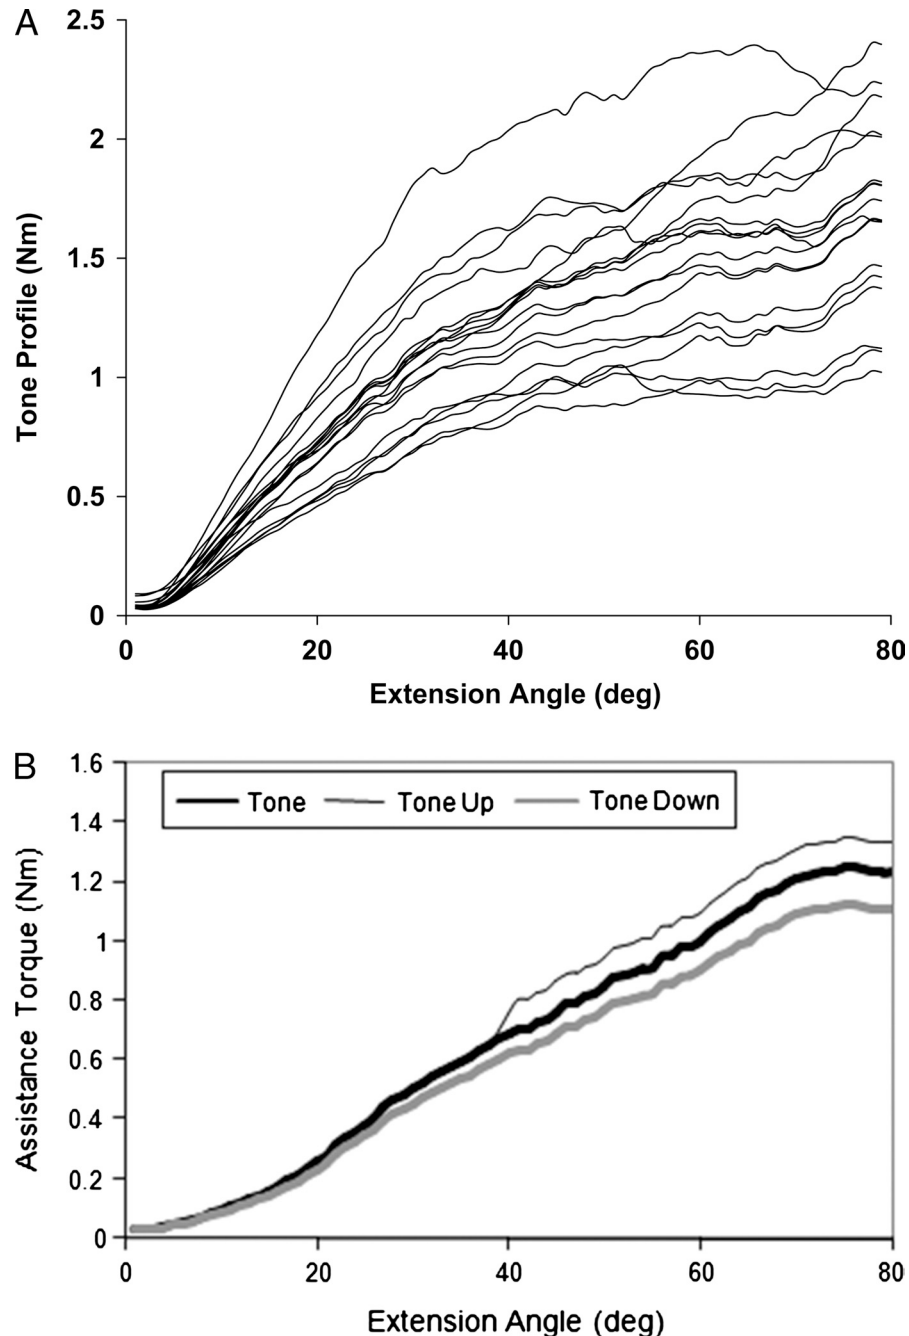 A
2.5
2
1.5
1
0.5
0
Tone Profile (Nm)
0 20 40 60 80
Extension Angle (deg)
B
Tone Tone Up Tone Down
1.6
1.4
1.2
1
0.8
0.6
0.4
0.2
0
Assistance Torque (Nm)
0 20 40 60 80
Extension Angle (deg)